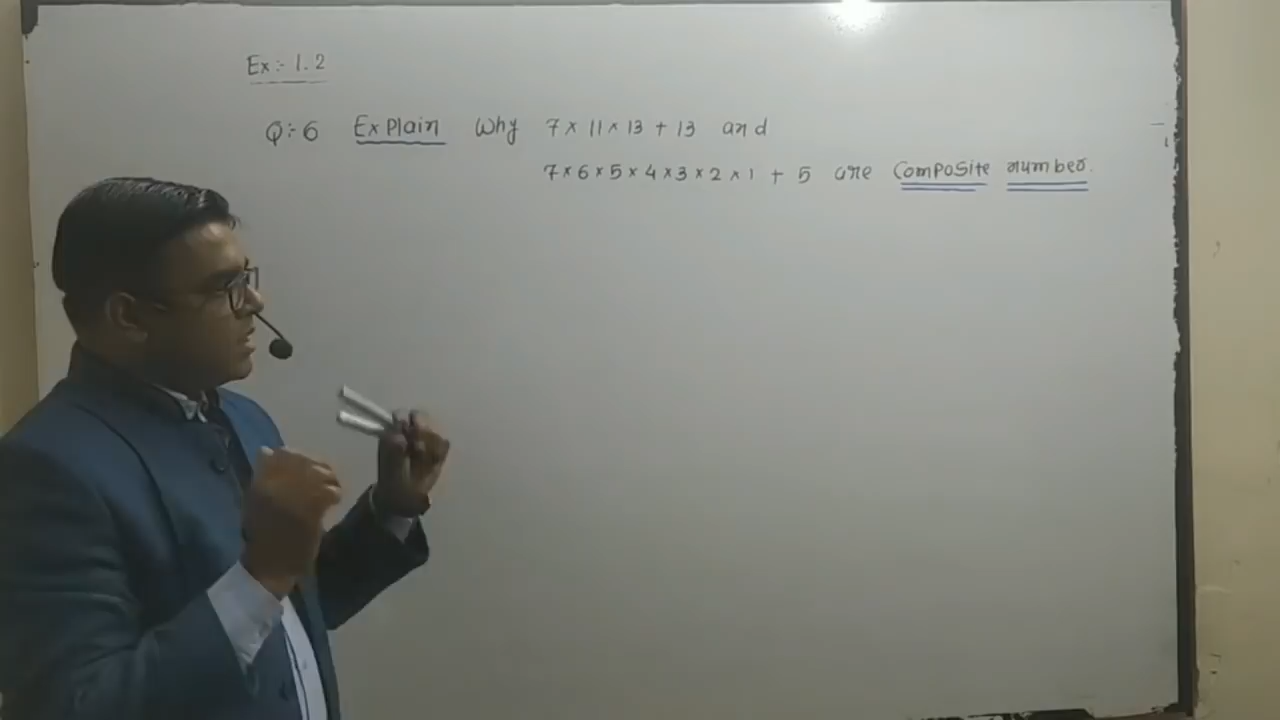 Ex:- 1.2
Q:-6 Explain Why 7 × 11 × 13 + 13 and
7 × 6 × 5 × 4 × 3 × 2 × 1 + 5 are Composite number.